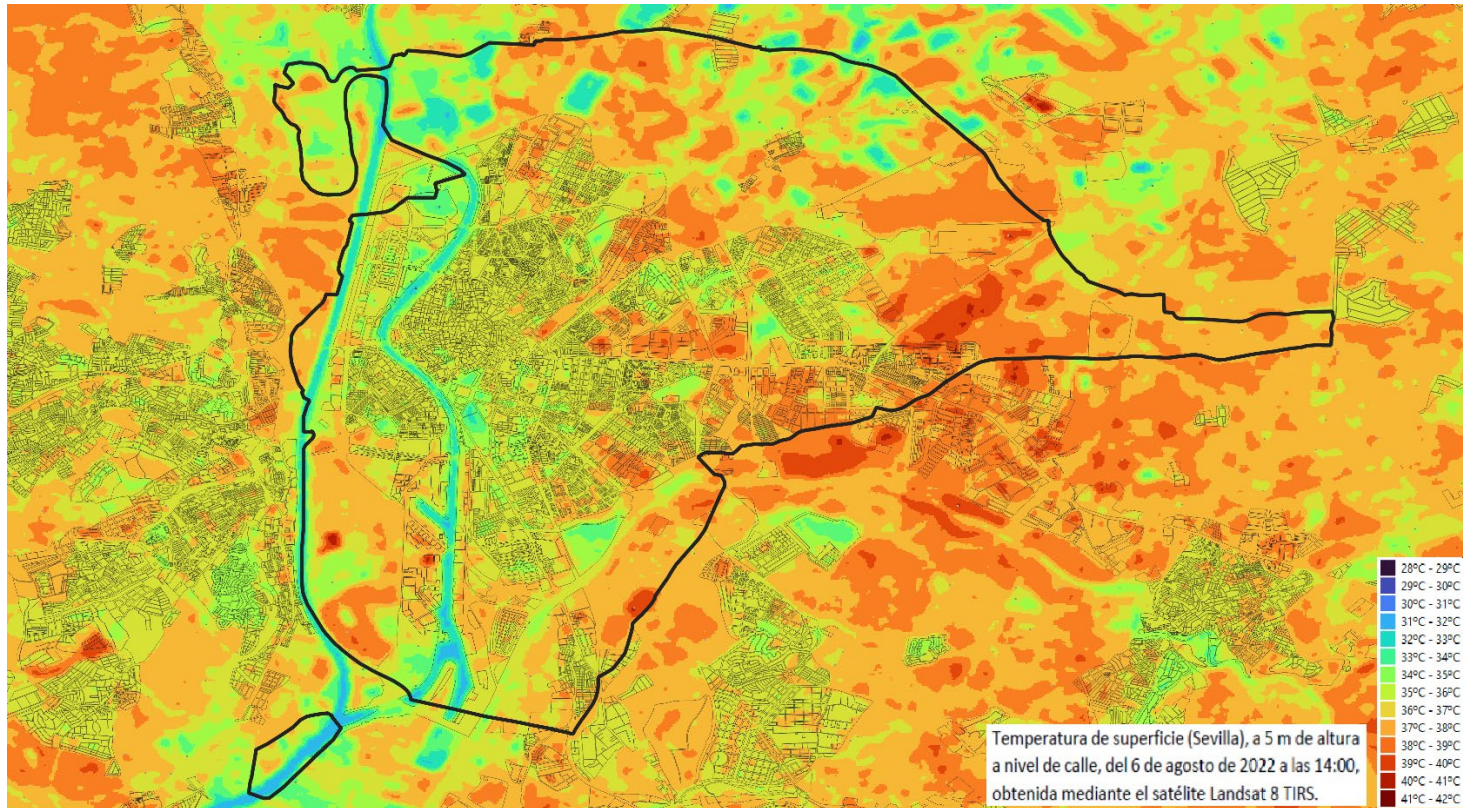 28ºC - 29ºC
29ºC - 30ºC
30ºC - 31ºC
31ºC - 32ºC
32ºC - 33ºC
33ºC - 34ºC
34ºC - 35ºC
35ºC - 36ºC
36ºC - 37ºC
37ºC - 38ºC
38ºC - 39ºC
39ºC - 40ºC
40ºC - 41ºC
41ºC - 42ºC
Temperatura de superficie (Sevilla), a 5 m de altura
a nivel de calle, del 6 de agosto de 2022 a las 14:00,
obtenida mediante el satélite Landsat 8 TIRS.